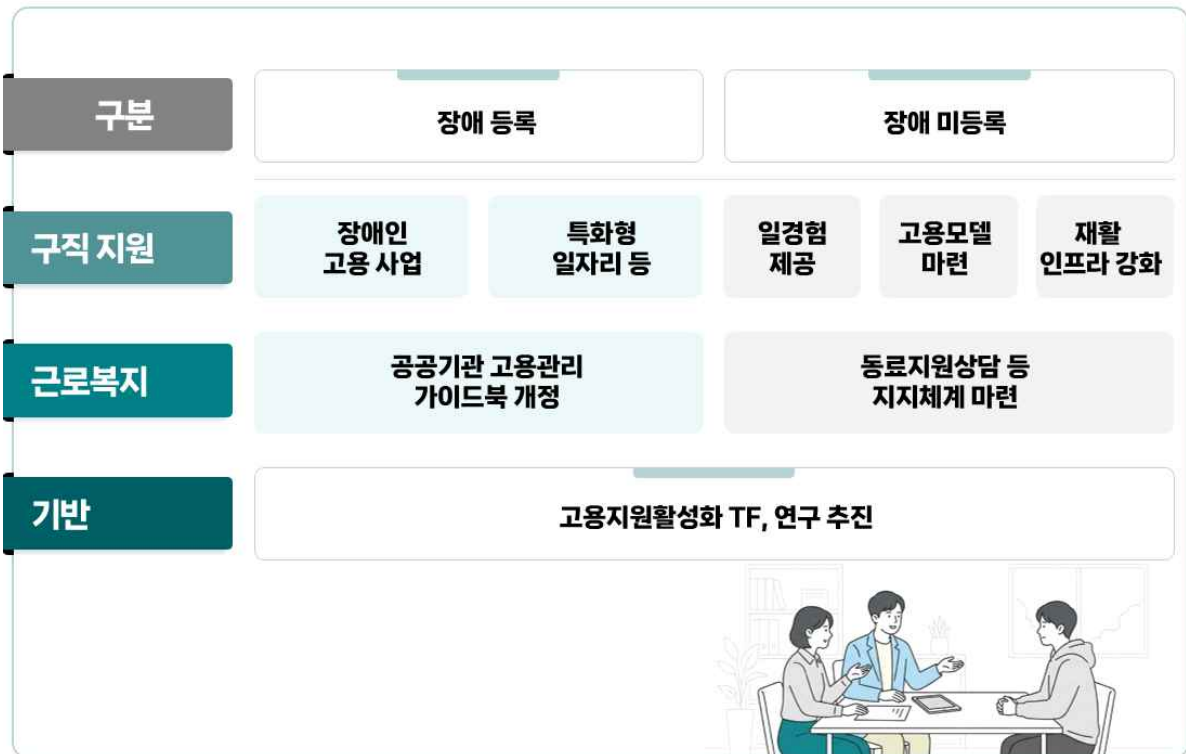 구분
장애 등록
장애 미등록
구직 지원
장애인
고용 사업
특화형
일자리 등
일경험
제공
고용모델
마련
재활
인프라 강화
근로복지
공공기관 고용관리
가이드북 개정
동료지원상담 등
지지체계 마련
기반
고용지원활성화 TF, 연구 추진